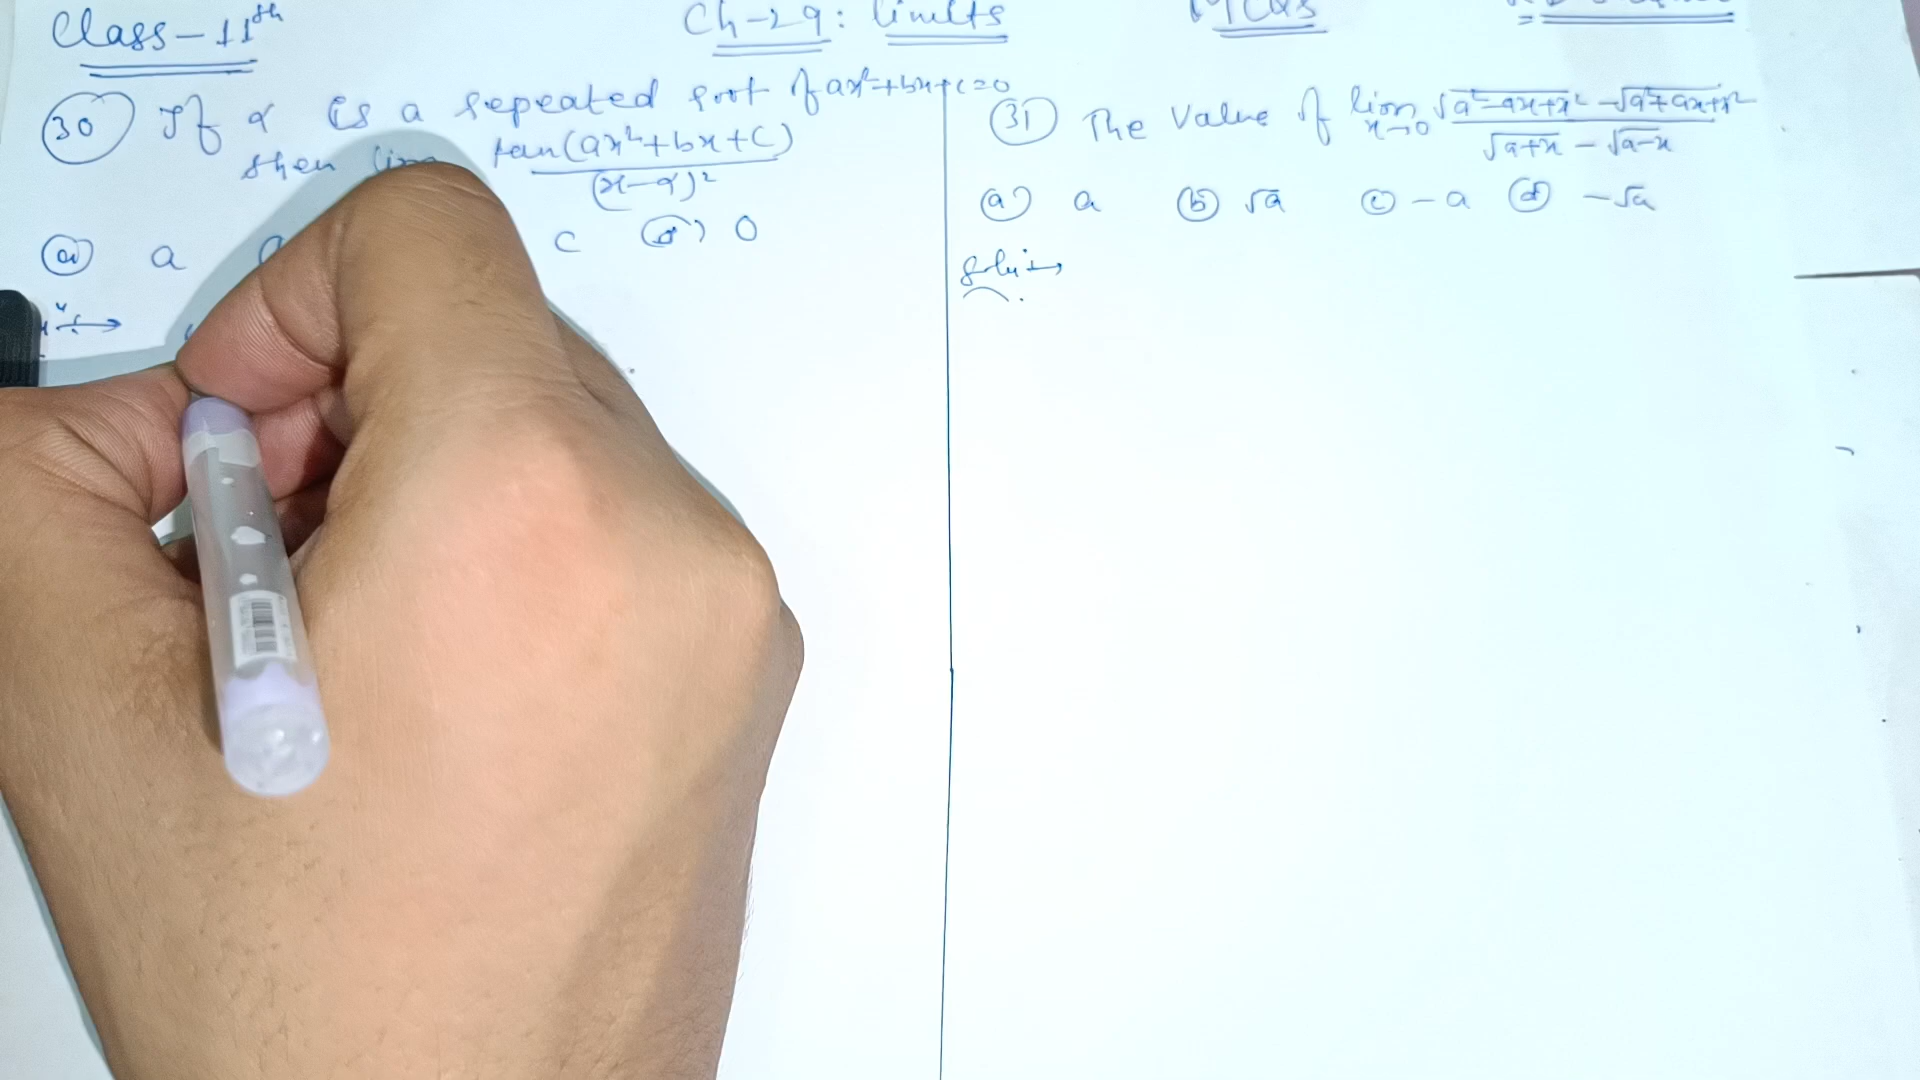 Class-11th
Ch-29: limits
MCQs
30 If α is a repeated root of ax²+bx+c=0
then lim tan(ax²+bx+c)/(x-α)²
(a) a c (d) 0
31 The value of lim x→0 √a²-ax+x² - √a²+ax+x² / √a+x - √a-x
(a) a (b) √a (c) -a (d) -√a
Soln:→